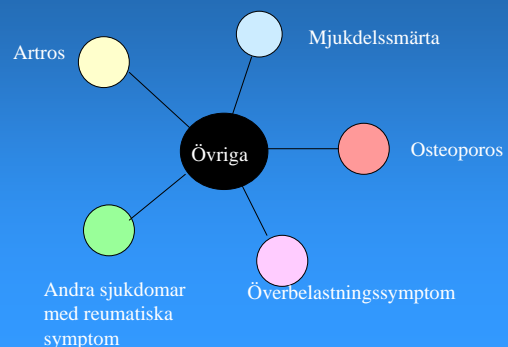 Mjukdelssmärta
Artros
Övriga
Osteoporos
Andra sjukdomar
med reumatiska
symptom
Överbelastningssymptom